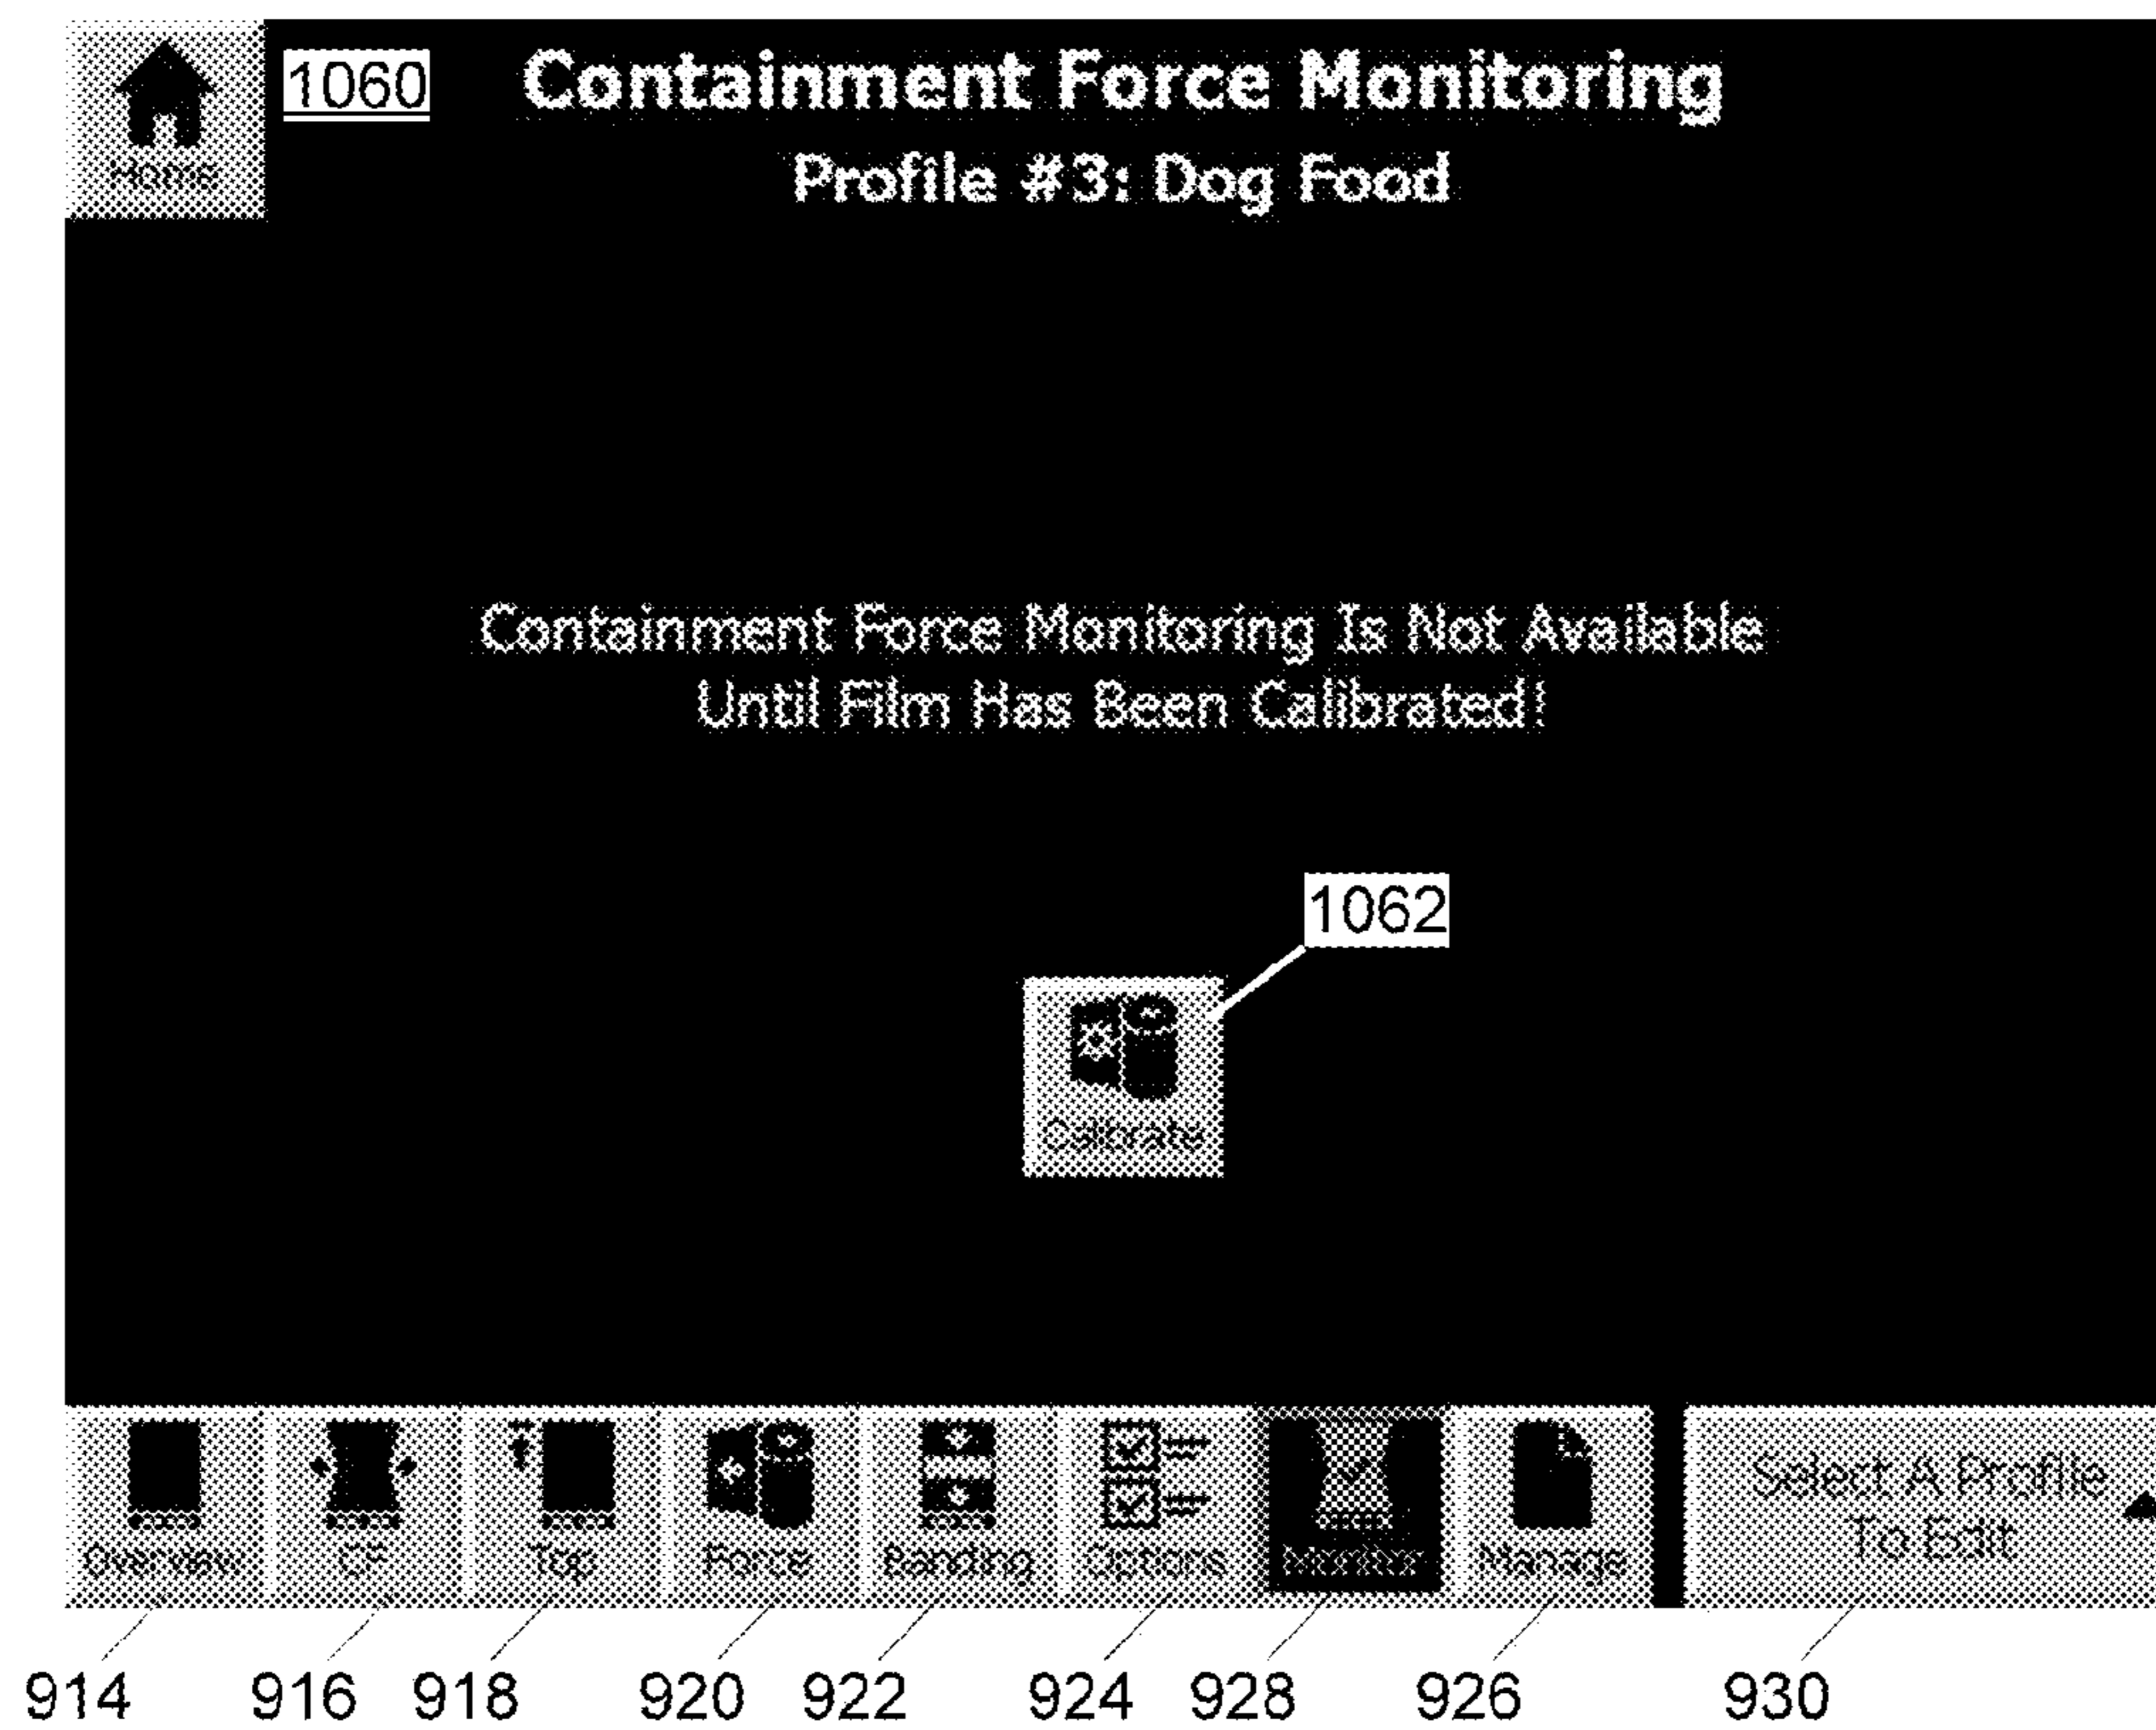 Home
1060
Containment Force Monitoring
Profile #3: Dog Food
Containment Force Monitoring Is Not Available
Until Film Has Been Calibrated!
1062
Calibrate
Overview
CF
Top
Force
Banding
Options
Monitor
Manage
Select A Profile
To Edit
914
916
918
920
922
924
928
926
930